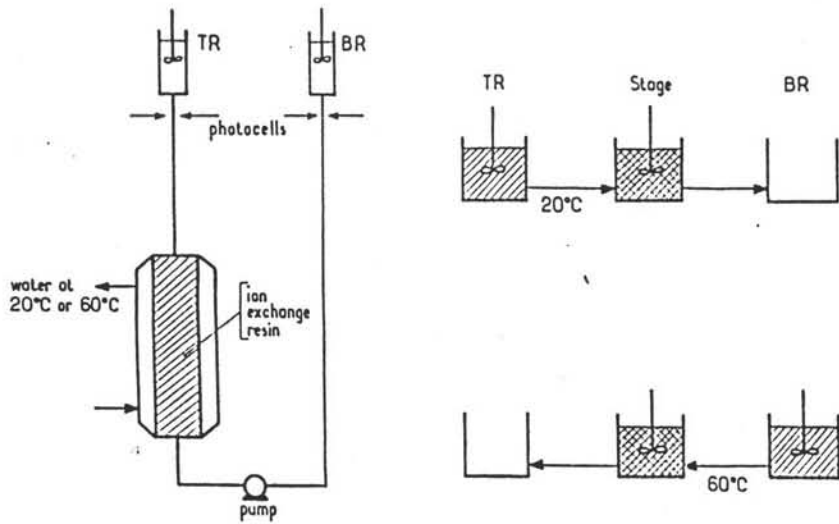 TR
BR
photocells
water at
20°C or 60°C
ion
exchange
resin
pump
TR
Stage
BR
20°C
60°C